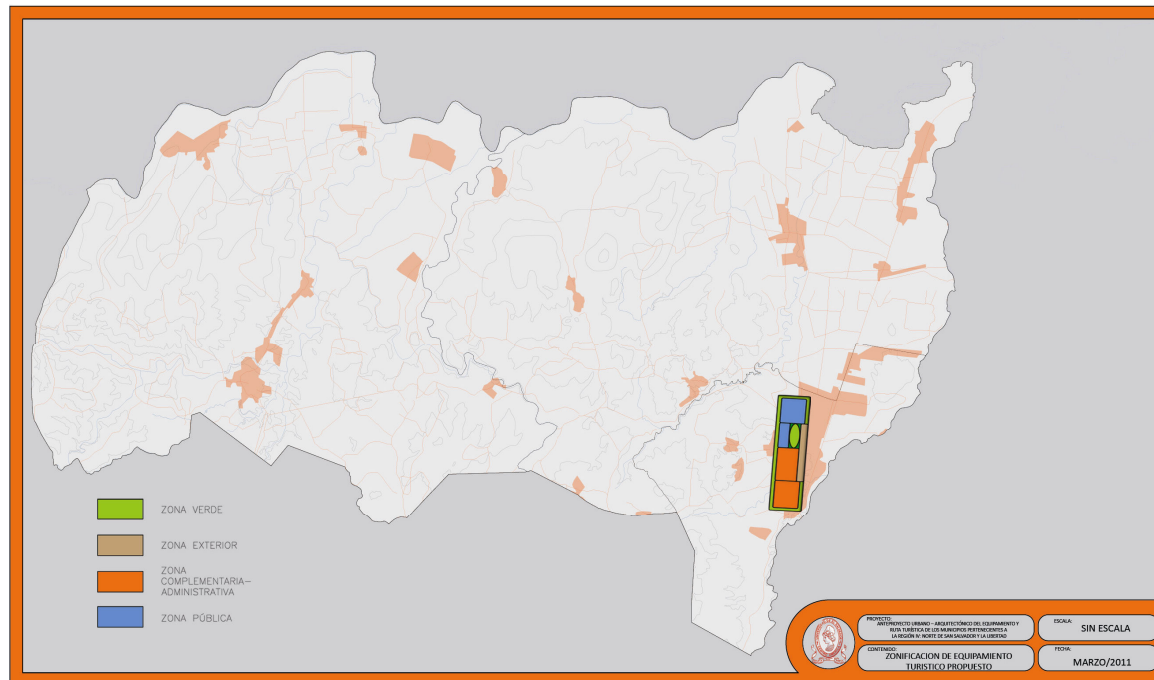 ZONA VERDE
ZONA EXTERIOR
ZONA
COMPLEMENTARIA—
ADMINISTRATIVA
ZONA PÚBLICA
PROYECTO:
ANTEPROYECTO URBANO – ARQUITECTÓNICO DEL EQUIPAMIENTO Y
RUTA TURÍSTICA DE LOS MUNICIPIOS PERTENECIENTES A
LA REGIÓN IV: NORTE DE SAN SALVADOR Y LA LIBERTAD
ESCALA:
SIN ESCALA
CONTENIDO:
ZONIFICACION DE EQUIPAMIENTO
TURISTICO PROPUESTO
FECHA:
MARZO/2011